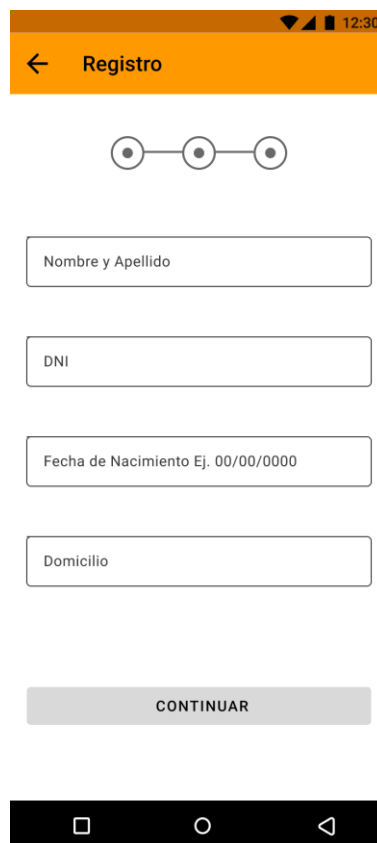 12:30
Registro
Nombre y Apellido
DNI
Fecha de Nacimiento Ej. 00/00/0000
Domicilio
CONTINUAR